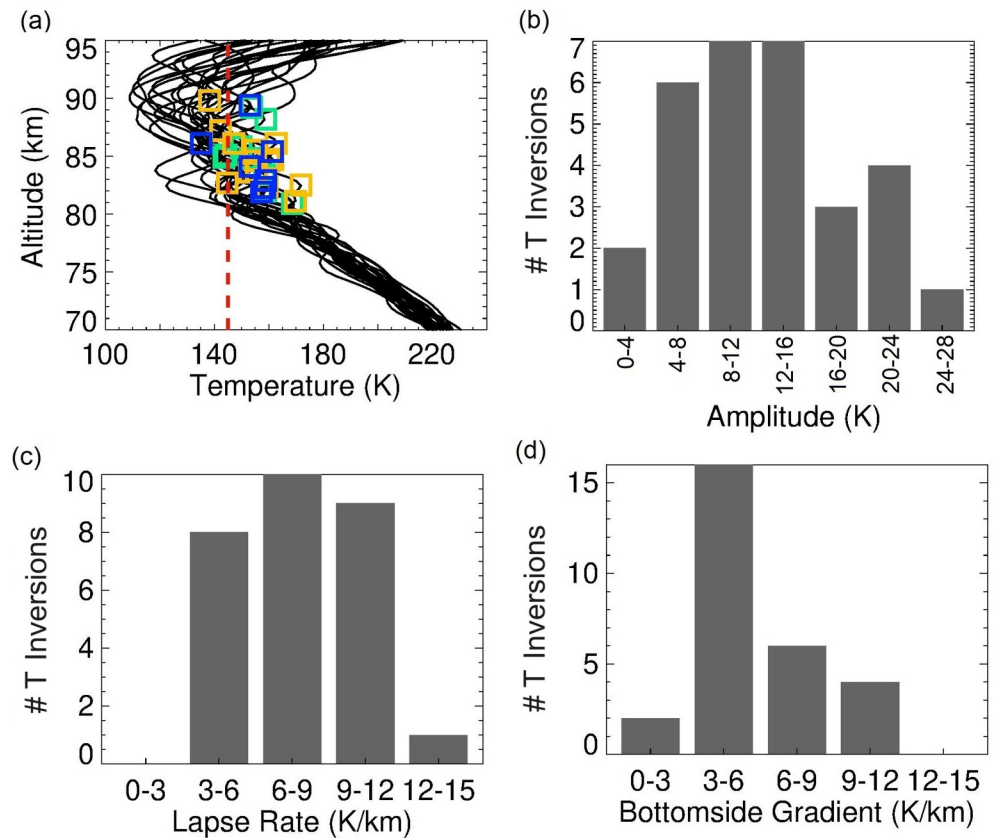 (a)
95
90
85
80
75
70
Altitude (km)
100 140 180 220
Temperature (K)
(b)
7
6
5
4
3
2
1
0
# T Inversions
0-4 4-8 8-12 12-16 16-20 20-24 24-28
Amplitude (K)
(c)
10
8
6
4
2
0
# T Inversions
0-3 3-6 6-9 9-12 12-15
Lapse Rate (K/km)
(d)
15
10
5
0
# T Inversions
0-3 3-6 6-9 9-12 12-15
Bottomside Gradient (K/km)